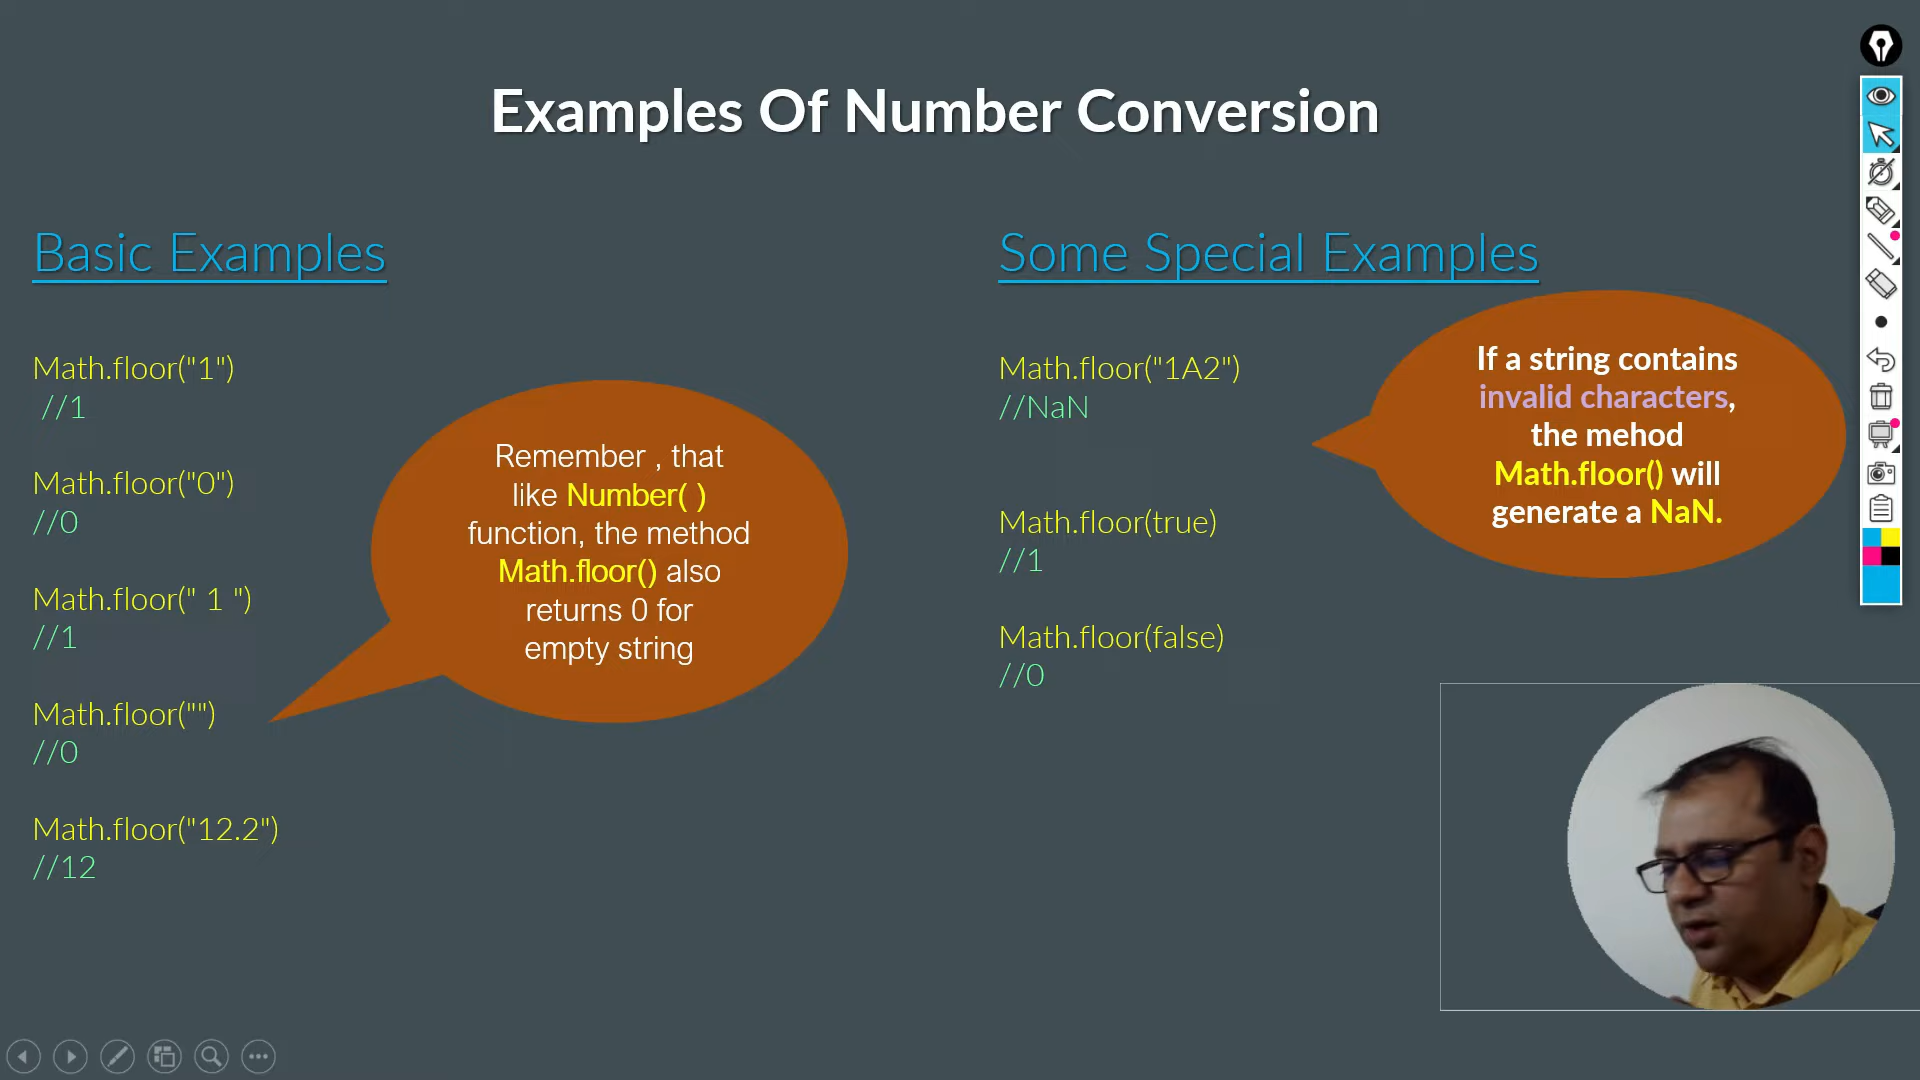 Examples Of Number Conversion
Basic Examples
Math.floor("1")
//1
Math.floor("0")
//0
Math.floor(" 1 ")
//1
Math.floor("")
//0
Math.floor("12.2")
//12
Remember , that
like Number( )
function, the method
Math.floor() also
returns 0 for
empty string
Some Special Examples
Math.floor("1A2")
//NaN
Math.floor(true)
//1
Math.floor(false)
//0
If a string contains
invalid characters,
the mehod
Math.floor() will
generate a NaN.